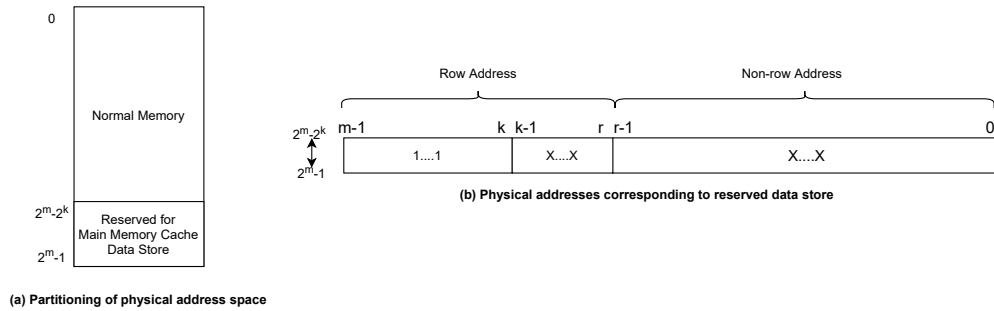 0
Normal Memory
2^m-2^k
Reserved for
Main Memory Cache
Data Store
2^m-1
(a) Partitioning of physical address space
Row Address
Non-row Address
m-1
k
k-1
r
r-1
0
2^m-2^k
1....1
X....X
X....X
2^m-1
(b) Physical addresses corresponding to reserved data store